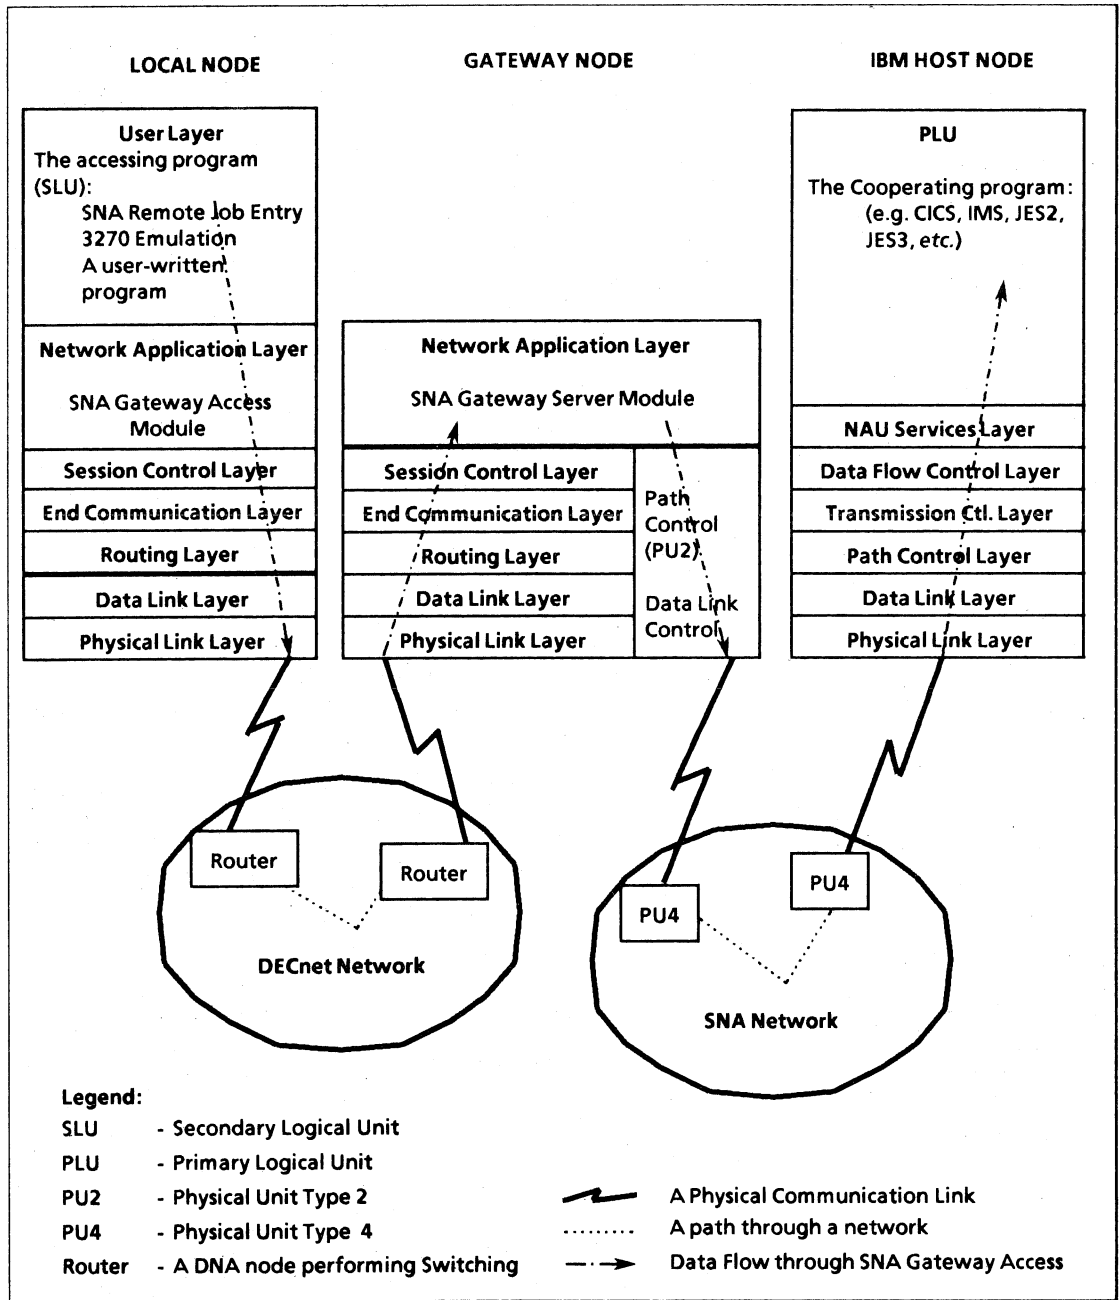 LOCAL NODE
GATEWAY NODE
IBM HOST NODE
User Layer
The accessing program
(SLU):
SNA Remote Job Entry
3270 Emulation
A user-written
program
Network Application Layer
SNA Gateway Access
Module
Session Control Layer
End Communication Layer
Routing Layer
Data Link Layer
Physical Link Layer
Network Application Layer
SNA Gateway Server Module
Session Control Layer
End Communication Layer
Routing Layer
Data Link Layer
Physical Link Layer
Path
Control
(PU2)
Data Link
Control
PLU
The Cooperating program:
(e.g. CICS, IMS, JES2,
JES3, etc.)
NAU Services Layer
Data Flow Control Layer
Transmission Ctl. Layer
Path Control Layer
Data Link Layer
Physical Link Layer
Router
Router
DECnet Network
PU4
PU4
SNA Network
Legend:
SLU - Secondary Logical Unit
PLU - Primary Logical Unit
PU2 - Physical Unit Type 2
PU4 - Physical Unit Type 4
Router - A DNA node performing Switching
A Physical Communication Link
A path through a network
Data Flow through SNA Gateway Access